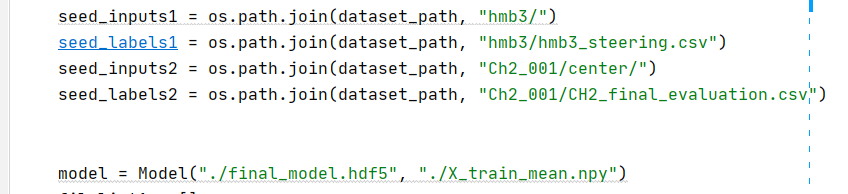 seed_inputs1 = os.path.join(dataset_path, "hmb3/")
seed_labels1 = os.path.join(dataset_path, "hmb3/hmb3_steering.csv")
seed_inputs2 = os.path.join(dataset_path, "Ch2_001/center/")
seed_labels2 = os.path.join(dataset_path, "Ch2_001/CH2_final_evaluation.csv")
model = Model("./final_model.hdf5", "./X_train_mean.npy")